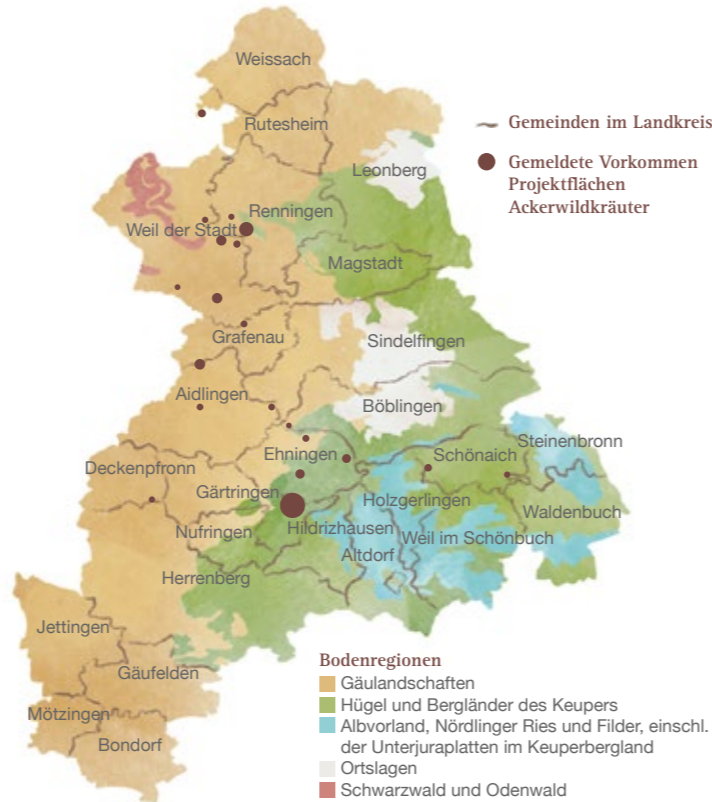 Weissach
Rutesheim
Gemeinden im Landkreis
Leonberg
Gemeldete Vorkommen
Projektflächen
Ackerwildkräuter
Renningen
Weil der Stadt
Magstadt
Grafenau
Sindelfingen
Aidlingen
Böblingen
Steinenbronn
Ehningen
Schönaich
Deckenpfronn
Gärtringen
Holzgerlingen
Waldenbuch
Nufringen
Hildrizhausen
Weil im Schönbuch
Altdorf
Herrenberg
Jettingen
Gäufelden
Mötzingen
Bondorf
Bodenregionen
Gäulandschaften
Hügel und Bergländer des Keupers
Albvorland, Nördlinger Ries und Filder, einschl.
der Unterjuraplatten im Keuperbergland
Ortslagen
Schwarzwald und Odenwald